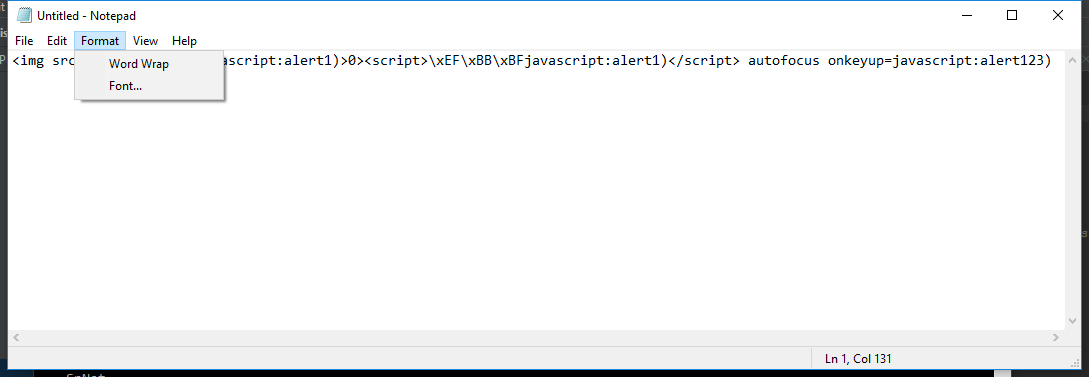 Untitled - Notepad
File Edit Format View Help
<img src ascript:alert1)>0><script>\xEF\xBB\xBFjavascript:alert1)</script> autofocus onkeyup=javascript:alert123)
Word Wrap
Font...
Ln 1, Col 131